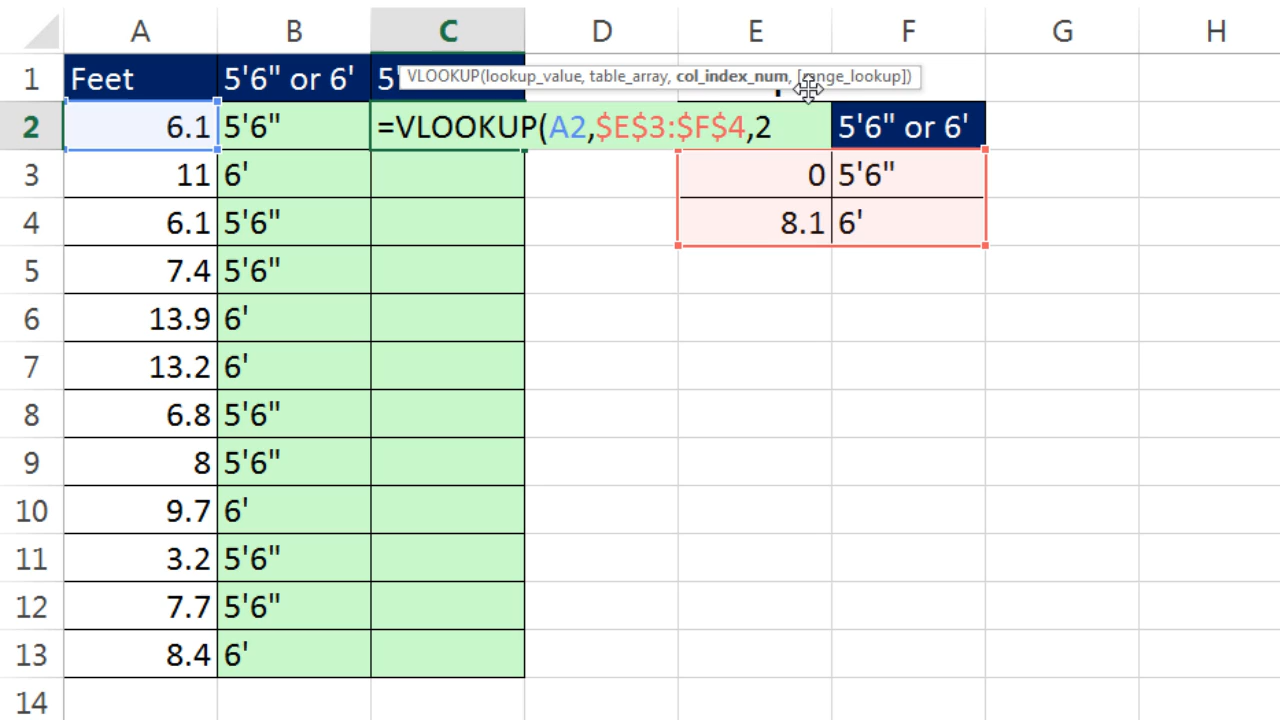 A B C D E F G H
1 Feet 5'6" or 6' 5' VLOOKUP(lookup_value, table_array, col_index_num, [range_lookup])
2 6.1 5'6" =VLOOKUP(A2,$E$3:$F$4,2 5'6" or 6'
3 11 6' 0 5'6"
4 6.1 5'6" 8.1 6'
5 7.4 5'6"
6 13.9 6'
7 13.2 6'
8 6.8 5'6"
9 8 5'6"
10 9.7 6'
11 3.2 5'6"
12 7.7 5'6"
13 8.4 6'
14